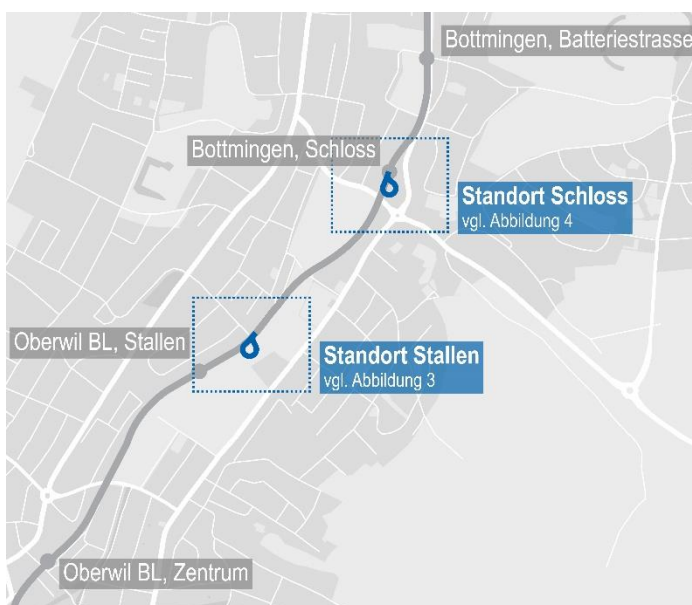 Bottmingen, Batteriestrasse
Bottmingen, Schloss
Standort Schloss
vgl. Abbildung 4
Oberwil BL, Stallen
Standort Stallen
vgl. Abbildung 3
Oberwil BL, Zentrum